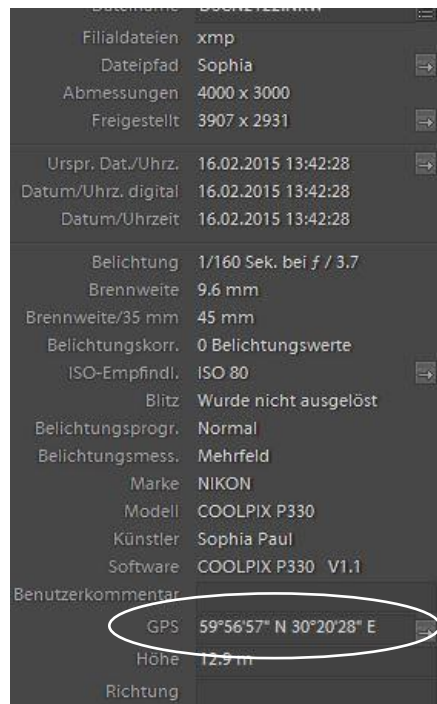 Filialdateien xmp
Dateipfad Sophia
Abmessungen 4000 x 3000
Freigestellt 3907 x 2931
Urspr. Dat./Uhrz. 16.02.2015 13:42:28
Datum/Uhrz. digital 16.02.2015 13:42:28
Datum/Uhrzeit 16.02.2015 13:42:28
Belichtung 1/160 Sek. bei ƒ / 3.7
Brennweite 9.6 mm
Brennweite/35 mm 45 mm
Belichtungskorr. 0 Belichtungswerte
ISO-Empfindl. ISO 80
Blitz Wurde nicht ausgelöst
Belichtungsprogr. Normal
Belichtungsmess. Mehrfeld
Marke NIKON
Modell COOLPIX P330
Künstler Sophia Paul
Software COOLPIX P330 V1.1
Benutzerkommentar
GPS 59°56'57" N 30°20'28" E
Höhe 12.9 m
Richtung